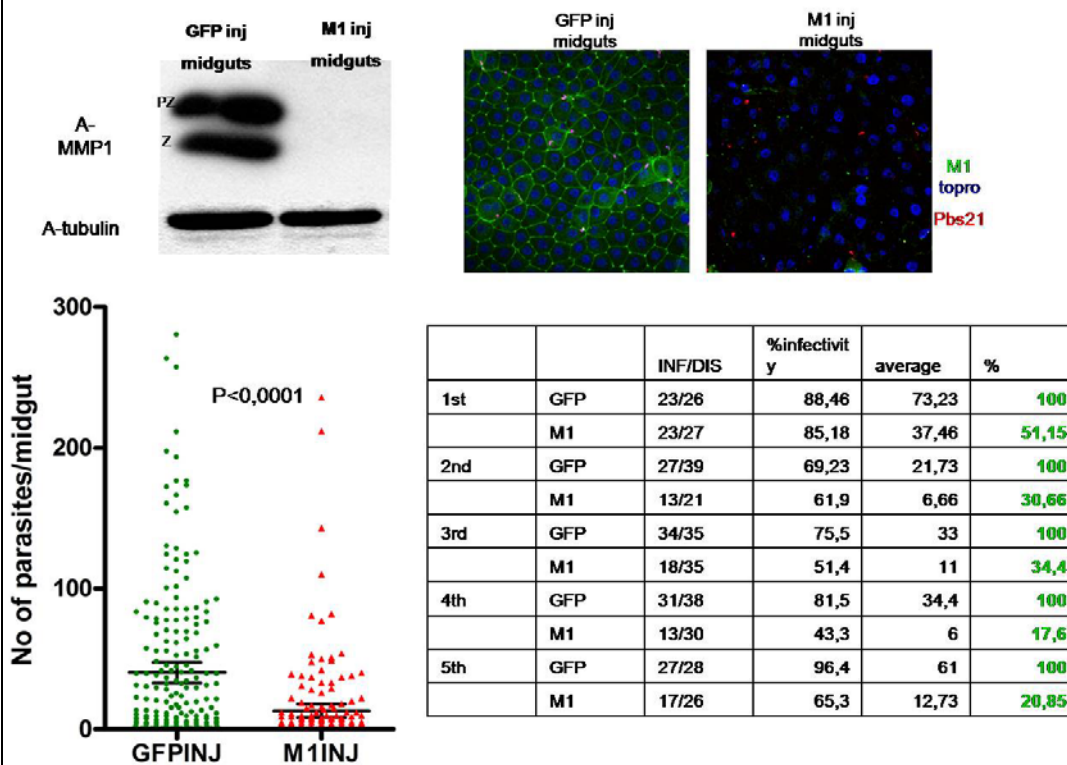 GFP inj
midguts
M1 inj
midguts
PZ
A-
MMP1
Z
A-tubulin
GFP inj
midguts
M1 inj
midguts
M1
topro
Pbs21
300
200
100
0
No of parasites/midgut
P<0,0001
GFPINJ
M1INJ
INF/DIS %infectivit
y average %
1st GFP 23/26 88,46 73,23 100
M1 23/27 85,18 37,46 51,15
2nd GFP 27/39 69,23 21,73 100
M1 13/21 61,9 6,66 30,66
3rd GFP 34/35 75,5 33 100
M1 18/35 51,4 11 34,4
4th GFP 31/38 81,5 34,4 100
M1 13/30 43,3 6 17,6
5th GFP 27/28 96,4 61 100
M1 17/26 65,3 12,73 20,85